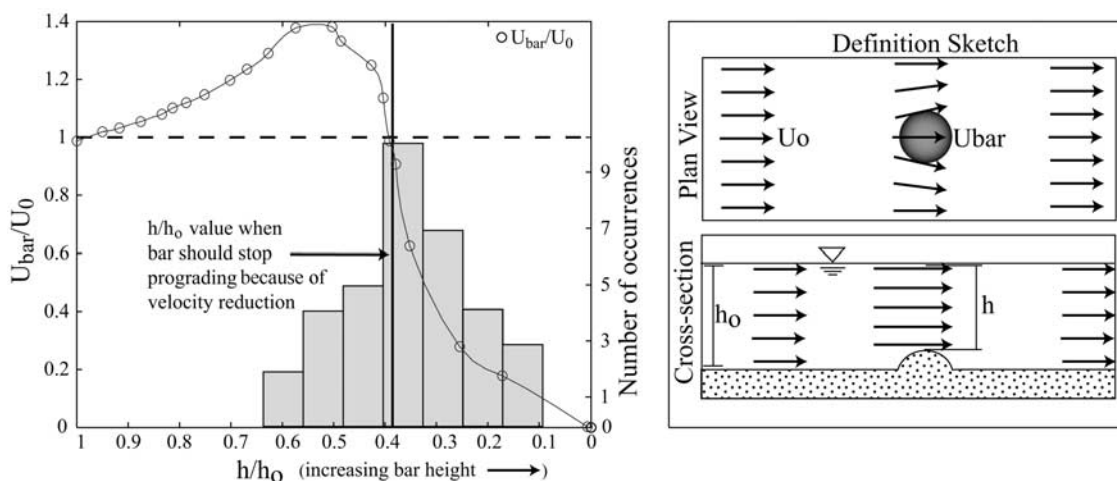 1.4
1.2
1
0.8
0.6
0.4
0.2
0
U_bar/U_0
U_bar/U_0
h/h_o value when
bar should stop
prograding because of
velocity reduction
9
7
5
3
1
0
Number of occurrences
1 0.9 0.8 0.7 0.6 0.5 0.4 0.3 0.2 0.1 0
h/h_o (increasing bar height
)
Definition Sketch
Plan View
Uo
Ubar
Cross-section
h_o
h